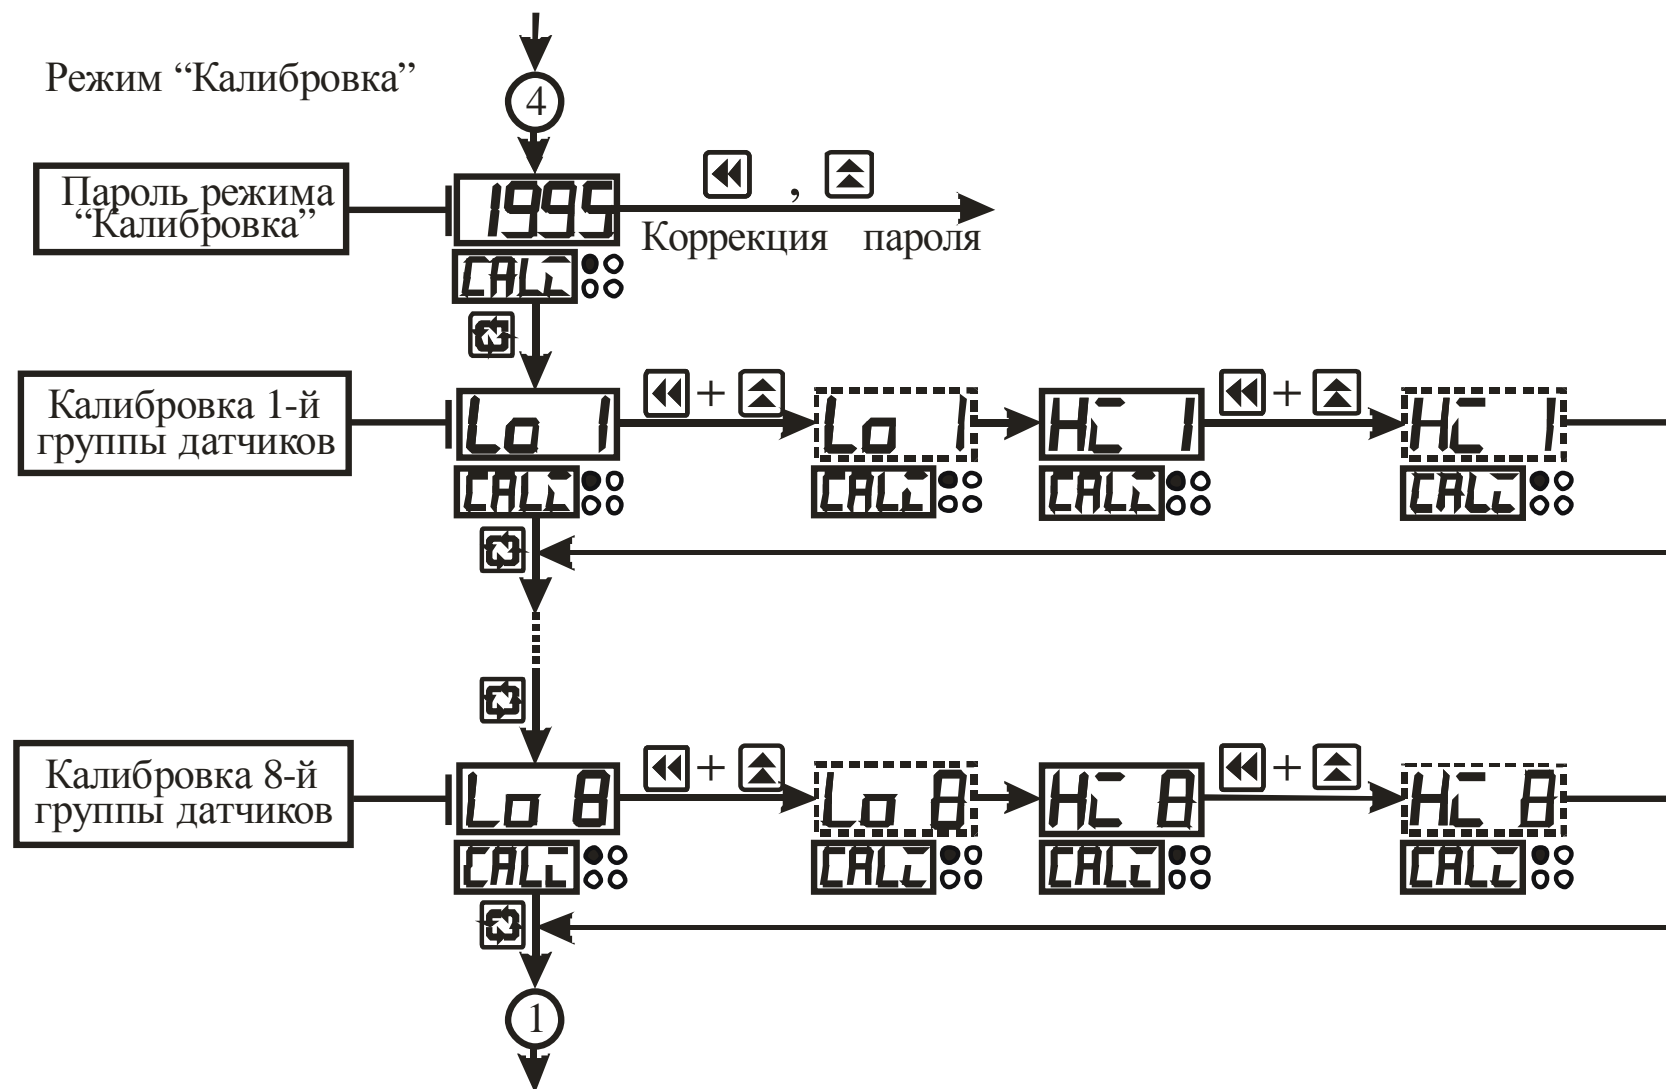 Режим “Калибровка”
4
Пароль режима
“Калибровка”
1995
,
Коррекция пароля
CALi
Калибровка 1-й
группы датчиков
Lo 1
+
Lo 1
Hi 1
+
Hi 1
CALi
CALi
CALi
CALi
Калибровка 8-й
группы датчиков
Lo 8
+
Lo 8
Hi 8
+
Hi 8
CALi
CALi
CALi
CALi
1